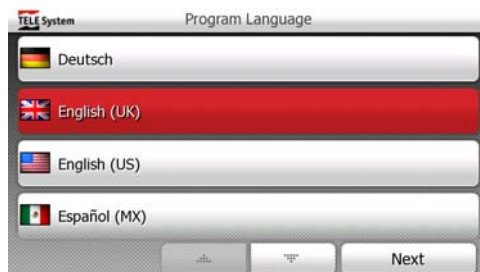 TELE System
Program Language
Deutsch
English (UK)
English (US)
Español (MX)
Next